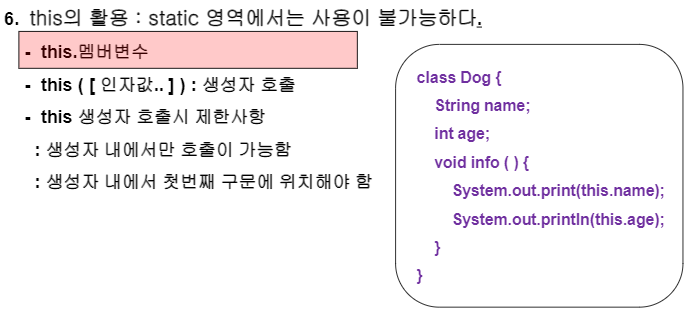 6. this의 활용 : static 영역에서는 사용이 불가능하다.
- this.멤버변수
- this ( [ 인자값.. ] ) : 생성자 호출
- this 생성자 호출시 제한사항
: 생성자 내에서만 호출이 가능함
: 생성자 내에서 첫번째 구문에 위치해야 함
class Dog {
String name;
int age;
void info ( ) {
System.out.print(this.name);
System.out.println(this.age);
}
}